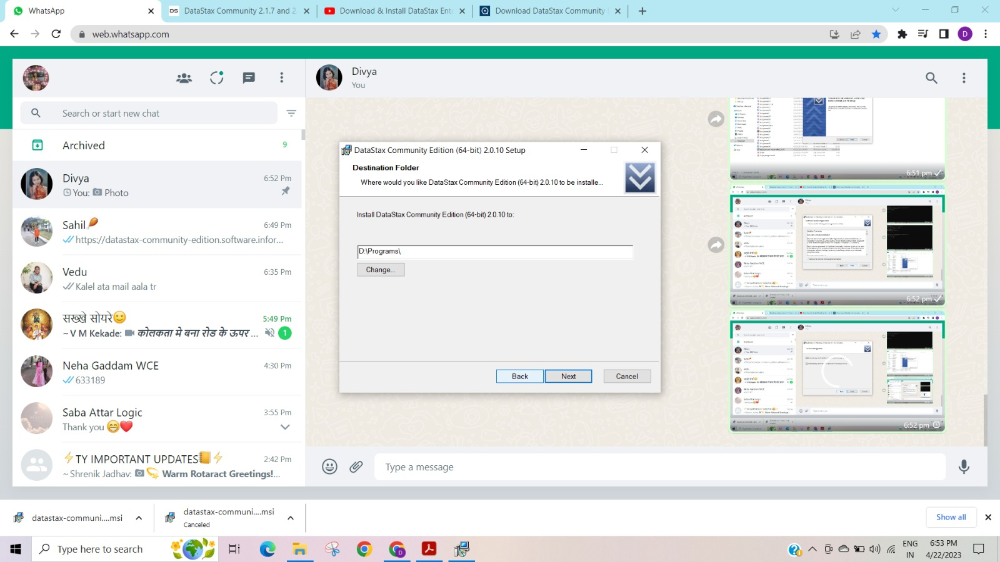 WhatsApp
DS DataStax Community 2.1.7 and 2
Download & Install DataStax Ent
Download DataStax Community
web.whatsapp.com
D
Divya
You
Search or start new chat
Archived
9
Divya
6:52 Pm
You: Photo
Sahil
6:49 Pm
https://datastax-community-edition.software.infor...
Vedu
6:35 Pm
Kalel ata mail aala tr
सख्खे सोयरे
5:49 Pm
~ V M Kekade: कोलकता मे बना रोड के ऊपर ...
1
Neha Gaddam WCE
4:30 Pm
633189
Saba Attar Logic
3:55 Pm
Thank you
TY IMPORTANT UPDATES
2:42 Pm
~ Shrenik Jadhav: Warm Rotaract Greetings!...
DataStax Community Edition (64-bit) 2.0.10 Setup
Destination Folder
Where would you like DataStax Community Edition (64-bit) 2.0.10 to be installe...
Install DataStax Community Edition (64-bit) 2.0.10 to:
D:\Programs\
Change...
Back
Next
Cancel
6:51 pm
6:52 pm
6:52 pm
Type a message
datastax-communi....msi
datastax-communi....msi
Canceled
Show all
Type here to search
D
ENG
IN
6:53 PM
4/22/2023